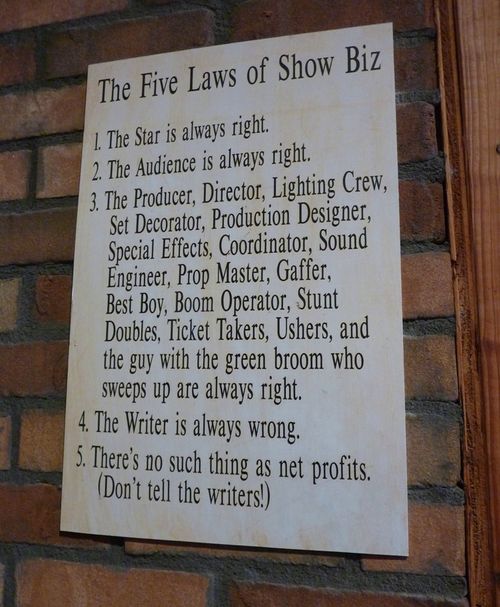 The Five Laws of Show Biz
1. The Star is always right.
2. The Audience is always right.
3. The Producer, Director, Lighting Crew,
Set Decorator, Production Designer,
Special Effects, Coordinator, Sound
Engineer, Prop Master, Gaffer,
Best Boy, Boom Operator, Stunt
Doubles, Ticket Takers, Ushers, and
the guy with the green broom who
sweeps up are always right.
4. The Writer is always wrong.
5. There's no such thing as net profits.
(Don't tell the writers!)